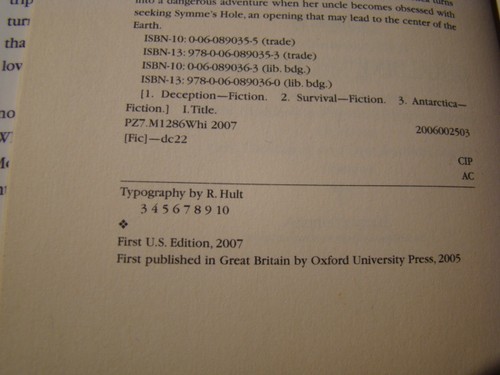 into a dangerous adventure when her uncle becomes obsessed with
seeking Symme's Hole, an opening that may lead to the center of the
Earth.
ISBN-10: 0-06-089035-5 (trade)
ISBN-13: 978-0-06-089035-3 (trade)
ISBN-10: 0-06-089036-3 (lib. bdg.)
ISBN-13: 978-0-06-089036-0 (lib. bdg.)
[1. Deception—Fiction. 2. Survival—Fiction. 3. Antarctica—
Fiction.] I. Title.
PZ7.M1286Whi 2007 2006002503
[Fic]—dc22
CIP
AC
Typography by R. Hult
3 4 5 6 7 8 9 10
❖
First U.S. Edition, 2007
First published in Great Britain by Oxford University Press, 2005